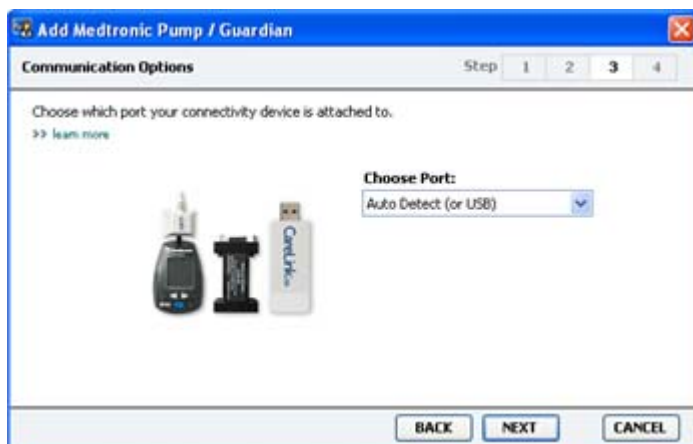 Add Medtronic Pump / Guardian
Communication Options
Step 1 2 3 4
Choose which port your connectivity device is attached to.
>> learn more
Choose Port:
Auto Detect (or USB)
CareLink
BACK NEXT CANCEL